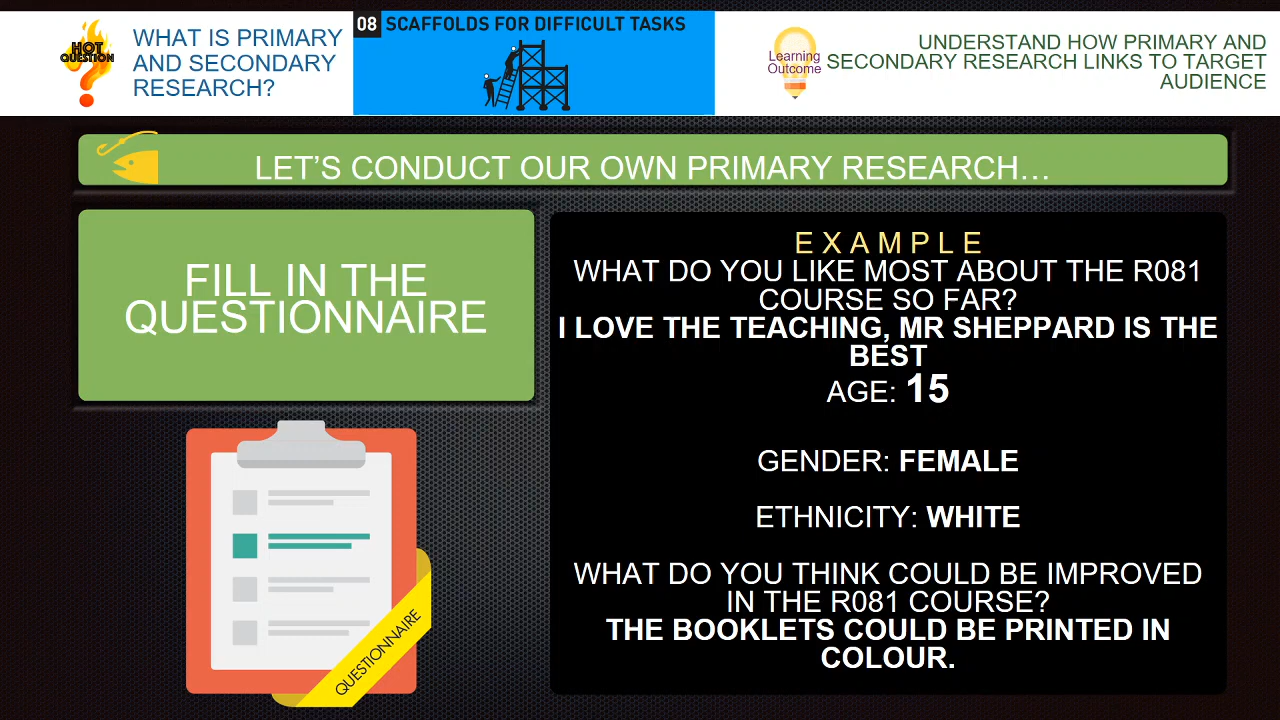 HOT
QUESTION
WHAT IS PRIMARY
AND SECONDARY
RESEARCH?
08 SCAFFOLDS FOR DIFFICULT TASKS
Learning
Outcome
UNDERSTAND HOW PRIMARY AND
SECONDARY RESEARCH LINKS TO TARGET
AUDIENCE
LET’S CONDUCT OUR OWN PRIMARY RESEARCH…
FILL IN THE
QUESTIONNAIRE
EXAMPLE
WHAT DO YOU LIKE MOST ABOUT THE R081
COURSE SO FAR?
I LOVE THE TEACHING, MR SHEPPARD IS THE
BEST
AGE: 15
GENDER: FEMALE
ETHNICITY: WHITE
WHAT DO YOU THINK COULD BE IMPROVED
IN THE R081 COURSE?
THE BOOKLETS COULD BE PRINTED IN
COLOUR.
QUESTIONNAIRE